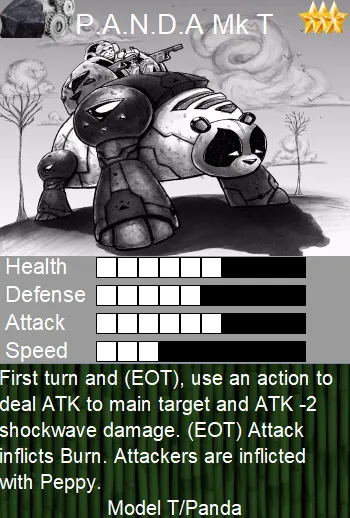 P.A.N.D.A Mk T
Health
Defense
Attack
Speed
First turn and (EOT), use an action to
deal ATK to main target and ATK -2
shockwave damage. (EOT) Attack
inflicts Burn. Attackers are inflicted
with Peppy.
Model T/Panda